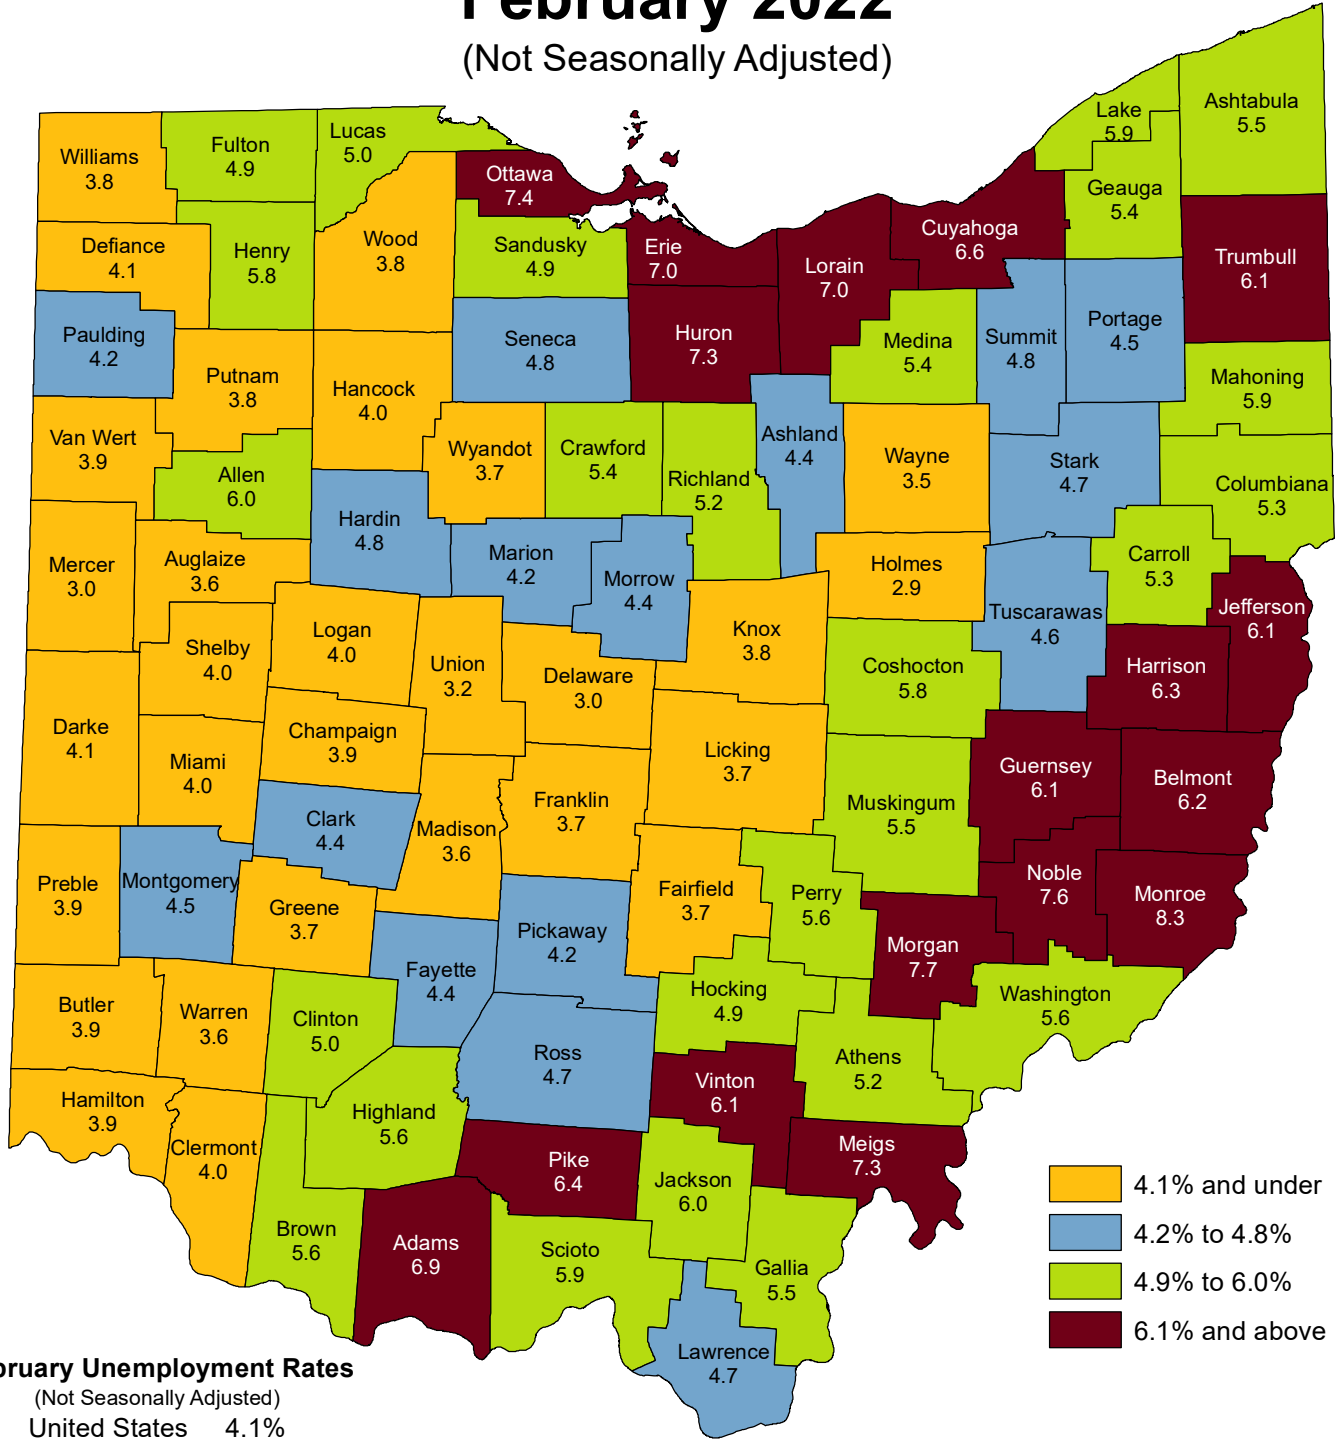 February 2022
(Not Seasonally Adjusted)
Ashtabula
5.5
Lake
5.9
Lucas
5.0
Fulton
4.9
Williams
3.8
Ottawa
7.4
Geauga
5.4
Cuyahoga
6.6
Wood
3.8
Defiance
4.1
Henry
5.8
Sandusky
4.9
Erie
7.0
Lorain
7.0
Trumbull
6.1
Paulding
4.2
Seneca
4.8
Huron
7.3
Medina
5.4
Summit
4.8
Portage
4.5
Putnam
3.8
Hancock
4.0
Mahoning
5.9
Van Wert
3.9
Wyandot
3.7
Crawford
5.4
Richland
5.2
Ashland
4.4
Wayne
3.5
Stark
4.7
Columbiana
5.3
Allen
6.0
Hardin
4.8
Mercer
3.0
Auglaize
3.6
Marion
4.2
Morrow
4.4
Holmes
2.9
Carroll
5.3
Tuscarawas
4.6
Jefferson
6.1
Shelby
4.0
Logan
4.0
Union
3.2
Delaware
3.0
Knox
3.8
Coshocton
5.8
Harrison
6.3
Darke
4.1
Miami
4.0
Champaign
3.9
Licking
3.7
Guernsey
6.1
Belmont
6.2
Clark
4.4
Madison
3.6
Franklin
3.7
Muskingum
5.5
Preble
3.9
Montgomery
4.5
Greene
3.7
Fairfield
3.7
Perry
5.6
Noble
7.6
Monroe
8.3
Fayette
4.4
Pickaway
4.2
Morgan
7.7
Butler
3.9
Warren
3.6
Clinton
5.0
Hocking
4.9
Washington
5.6
Ross
4.7
Athens
5.2
Vinton
6.1
Hamilton
3.9
Clermont
4.0
Highland
5.6
Meigs
7.3
Pike
6.4
Jackson
6.0
Brown
5.6
Adams
6.9
Scioto
5.9
Gallia
5.5
Lawrence
4.7
4.1% and under
4.2% to 4.8%
4.9% to 6.0%
6.1% and above
bruary Unemployment Rates
(Not Seasonally Adjusted)
United States 4.1%